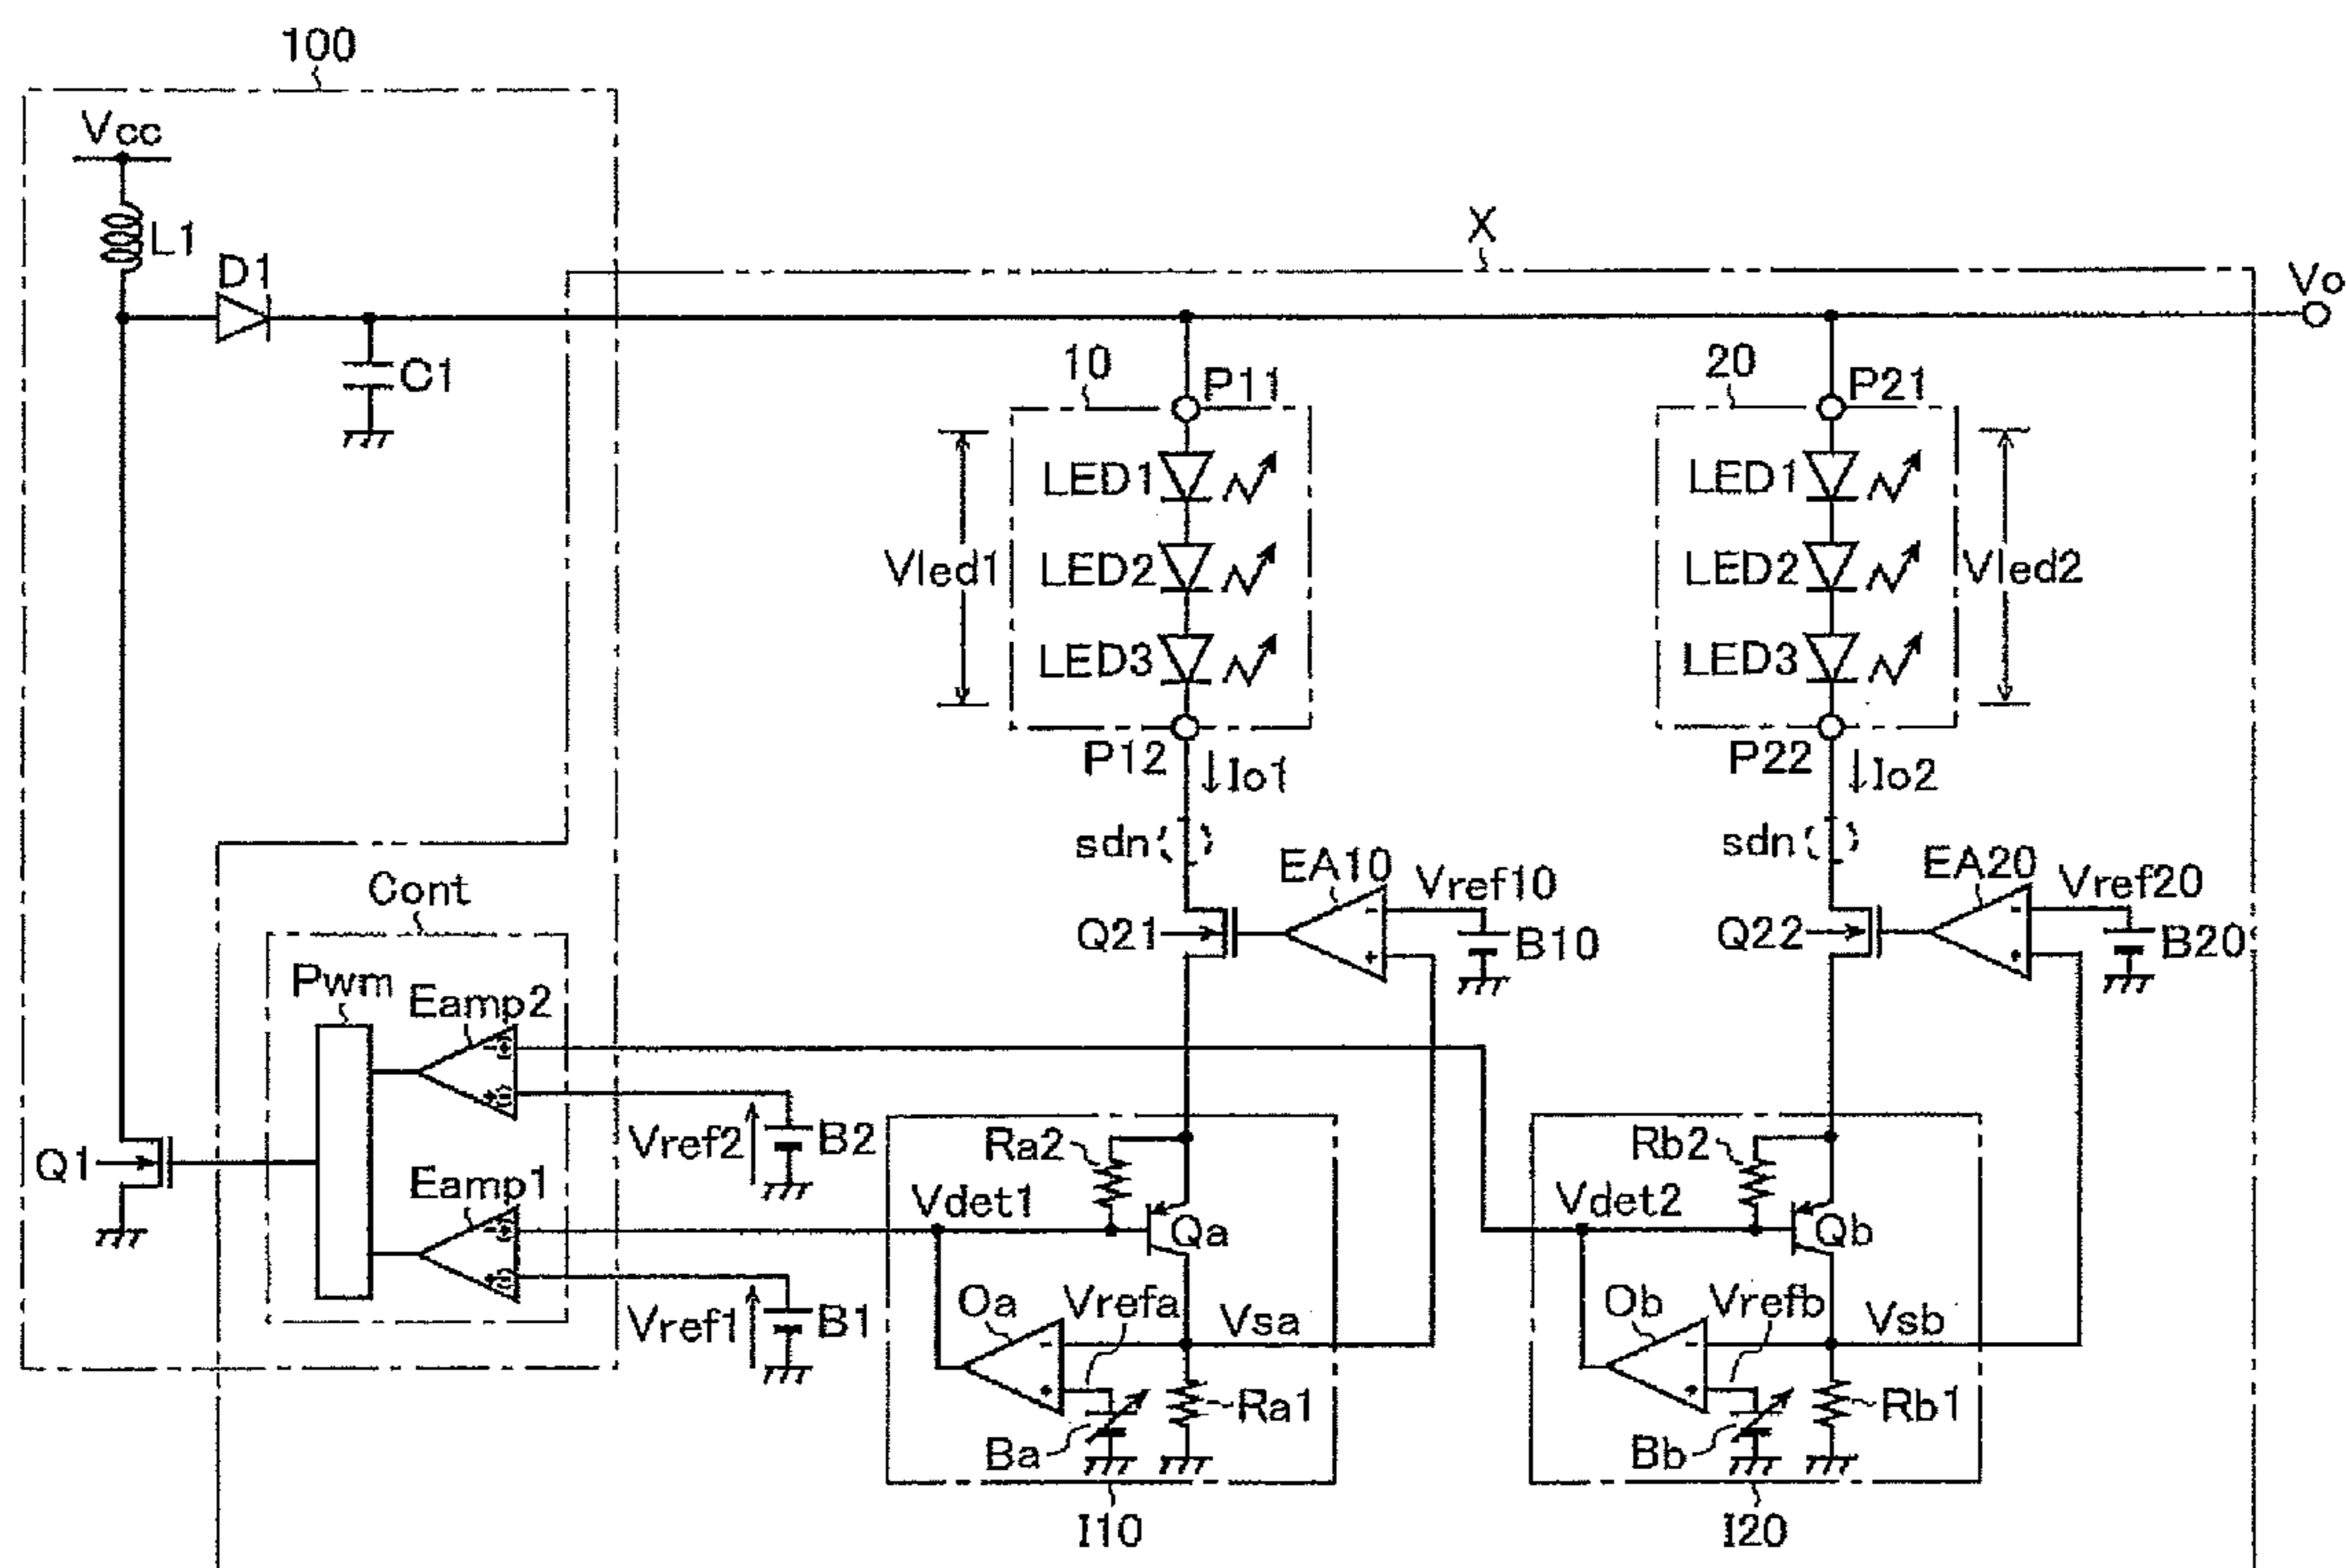 100
Vcc
L1
D1
C1
X
Vo
10
P11
LED1
LED2
LED3
Vled1
P12
Io1
sdn
20
P21
LED1
LED2
LED3
Vled2
P22
Io2
sdn
EA10
Vref10
- +
B10
Q21
EA20
Vref20
- +
B20
Q22
Cont
Pwm
Eamp2
Eamp1
Q1
Vref2
B2
Vref1
B1
Ra2
Vdet1
Qa
Oa
Vrefa
- +
Vsa
Ra1
Ba
I10
Rb2
Vdet2
Qb
Ob
Vrefb
- +
Vsb
Rb1
Bb
I20